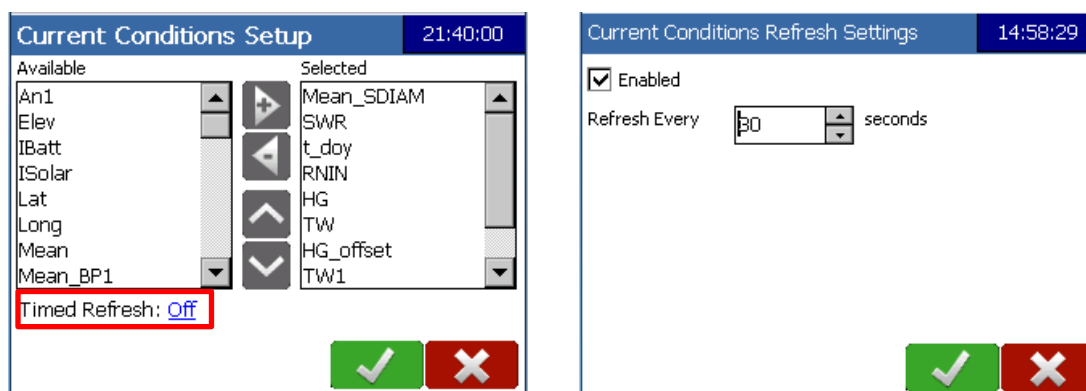 Current Conditions Setup 21:40:00
Available Selected
An1
Elev
IBatt
ISolar
Lat
Long
Mean
Mean_BP1
Mean_SDIAM
SWR
t_doy
RNIN
HG
TW
HG_offset
TW1
Timed Refresh: Off
Current Conditions Refresh Settings 14:58:29
Enabled
Refresh Every 30 seconds